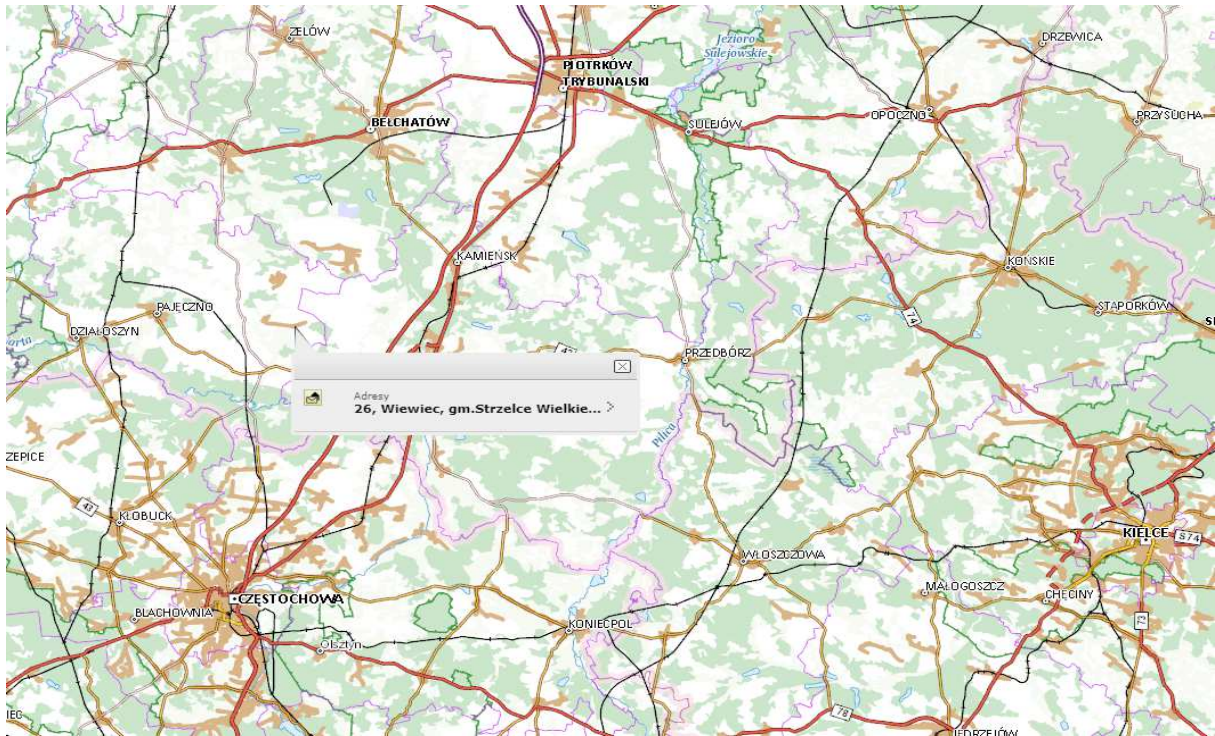 ZELÓW
Jezioro
Sulejowskie
DRZEWICA
PIOTRKÓW
TRYBUNALSKI
BEŁCHATÓW
SULEJÓW
OPOCZNO
PRZYSUCHA
KAMIEŃSK
KOŃSKIE
PAJĘCZNO
STĄPORKÓW
74
DZIAŁOSZYN
PRZEDBÓRZ
Adresy
26, Wiewiec, gm.Strzelce Wielkie... >
Pilica
ZEPICE
43
KŁOBUCK
KIELCE
S74
WŁOSZCZOWA
MAŁOGOSZCZ
CHĘCINY
CZĘSTOCHOWA
BLACHOWNIA
KONIECPOL
73
Olsztyn
78
JĘDRZEJÓW